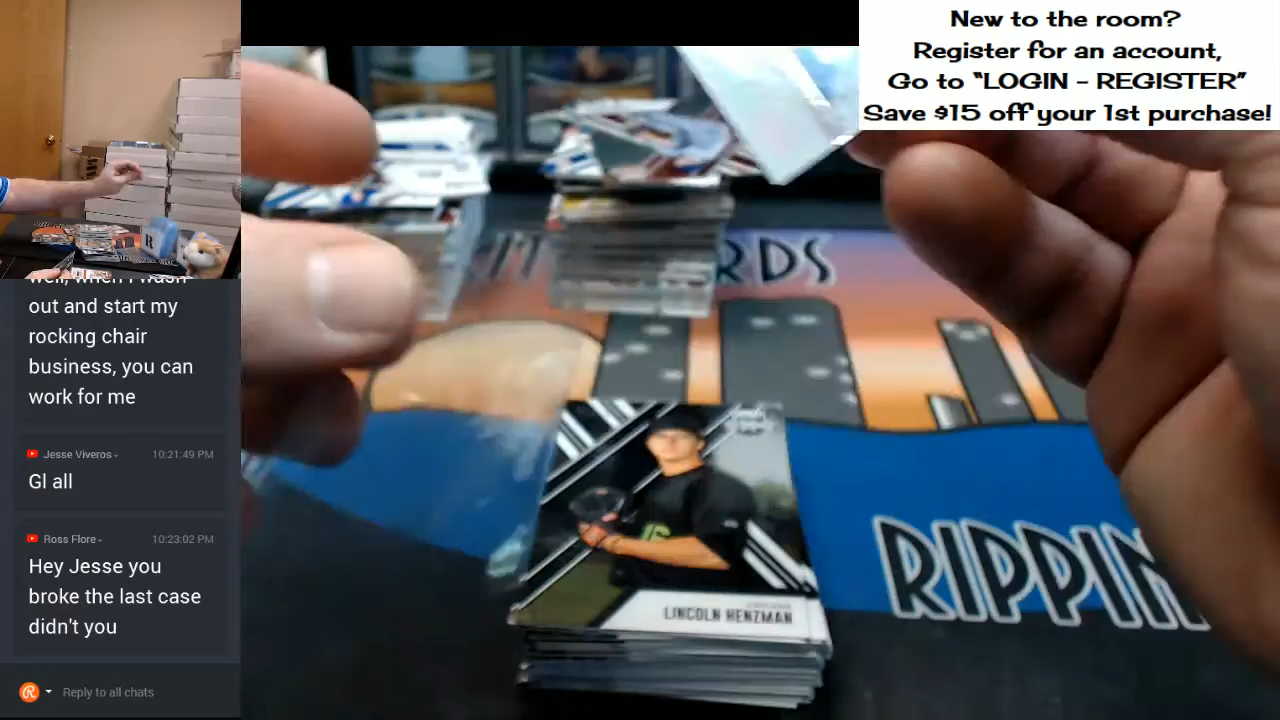 New to the room?
Register for an account,
Go to "LOGIN - REGISTER"
Save $15 off your 1st purchase!
out and start my
rocking chair
business, you can
work for me
Jesse Viveros
10:21:49 PM
Gl all
Ross Flore
10:23:02 PM
Hey Jesse you
broke the last case
didn't you
Reply to all chats
RDS
RIPPIN
LINCOLN HENZMAN